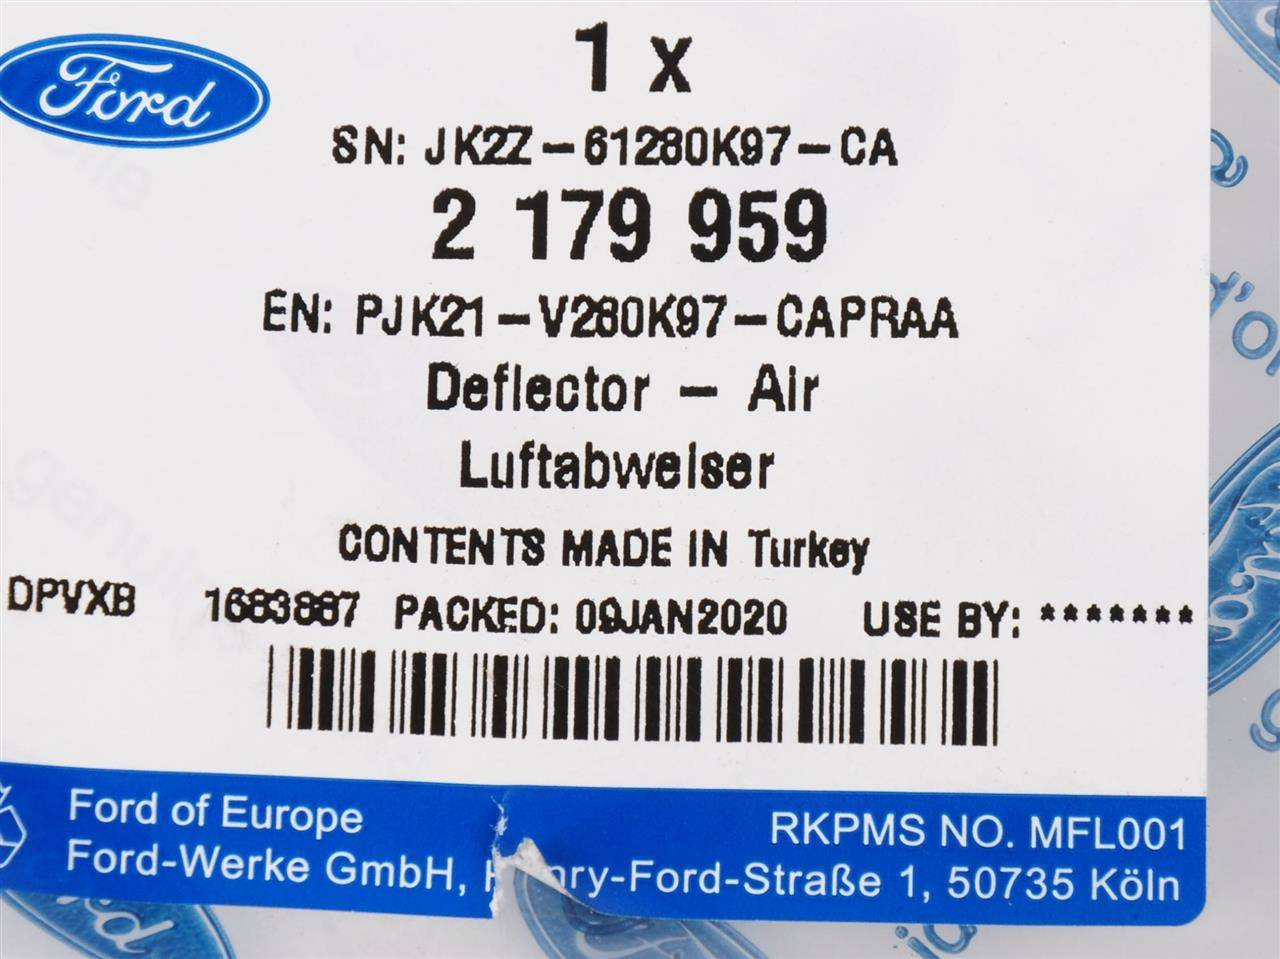 Ford
1 x
SN: JK2Z-61280K97-CA
2 179 959
EN: PJK21-V280K97-CAPRAA
Deflector - Air
Luftabweiser
CONTENTS MADE IN Turkey
DPVXB 1683887 PACKED: 09JAN2020 USE BY: *******
Ford of Europe
RKPMS NO. MFL001
Ford-Werke GmbH, -Ford-Straße 1, 50735 Köln